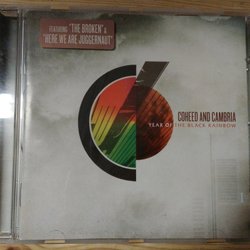 FEATURING "THE BROKEN" &
"HERE WE ARE JUGGERNAUT"
COHEED AND CAMBRIA
YEAR OF THE BLACK RAINBOW